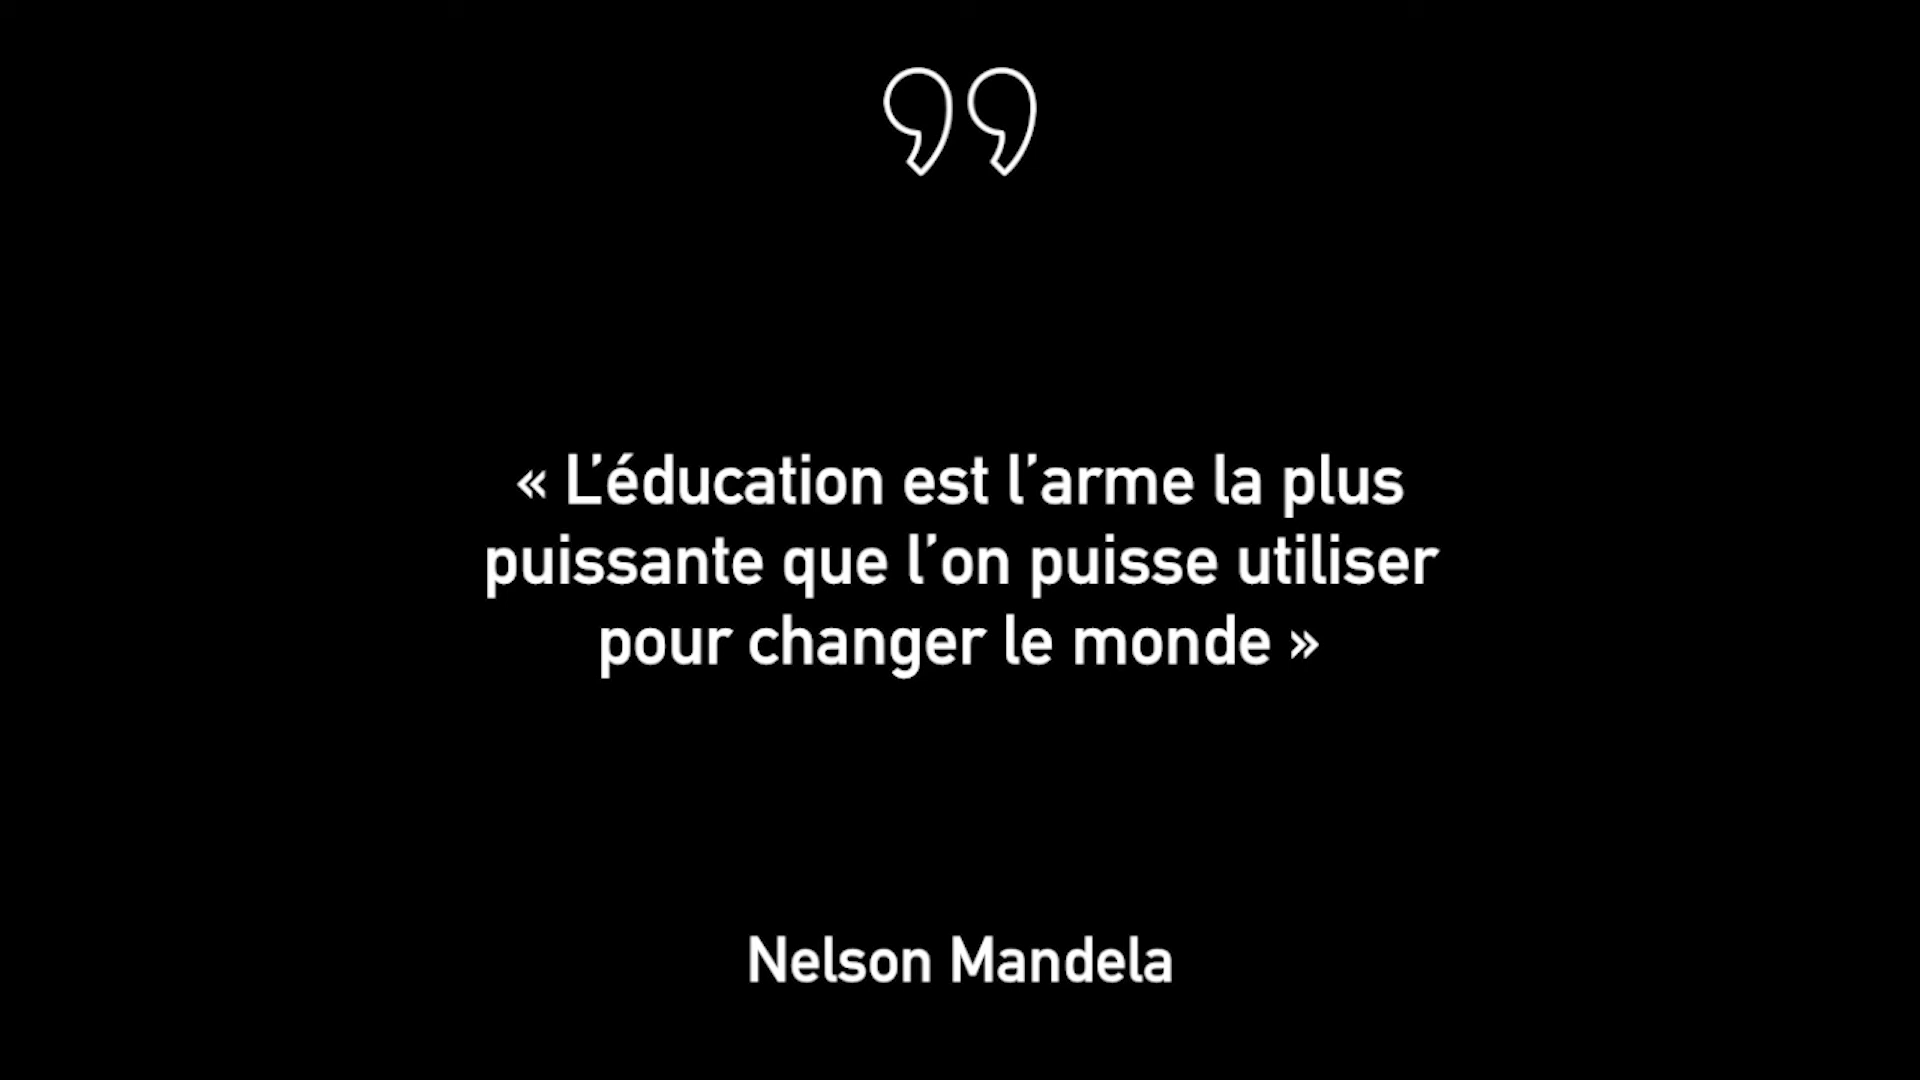 ❞
« L’éducation est l’arme la plus
puissante que l’on puisse utiliser
pour changer le monde »
Nelson Mandela